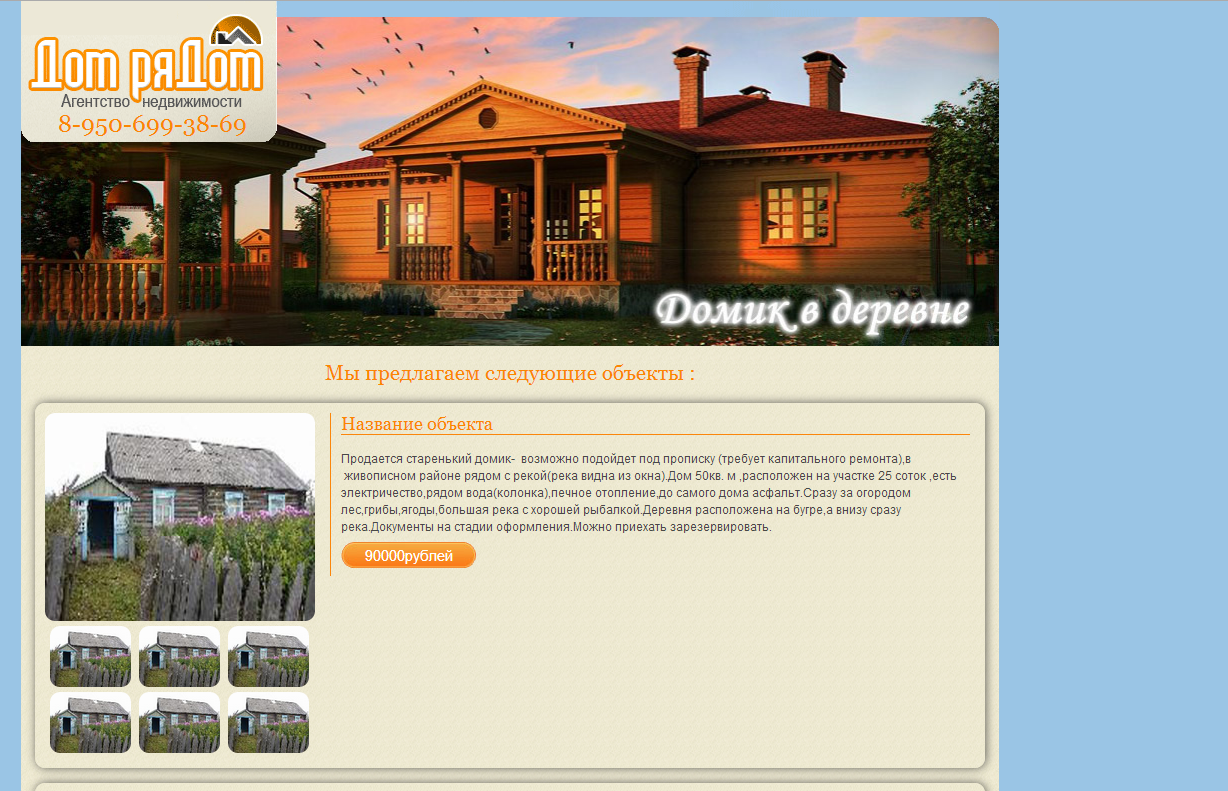 Дом ряДом
Агентство недвижимости
8-950-699-38-69
Домик в деревне
Мы предлагаем следующие объекты :
Название объекта
Продается старенький домик- возможно подойдет под прописку (требует капитального ремонта),в
живописном районе рядом с рекой(река видна из окна).Дом 50кв. м ,расположен на участке 25 соток ,есть
электричество,рядом вода(колонка),печное отопление,до самого дома асфальт.Сразу за огородом
лес,грибы,ягоды,большая река с хорошей рыбалкой.Деревня расположена на бугре,а внизу сразу
река.Документы на стадии оформления.Можно приехать зарезервировать.
90000рублей